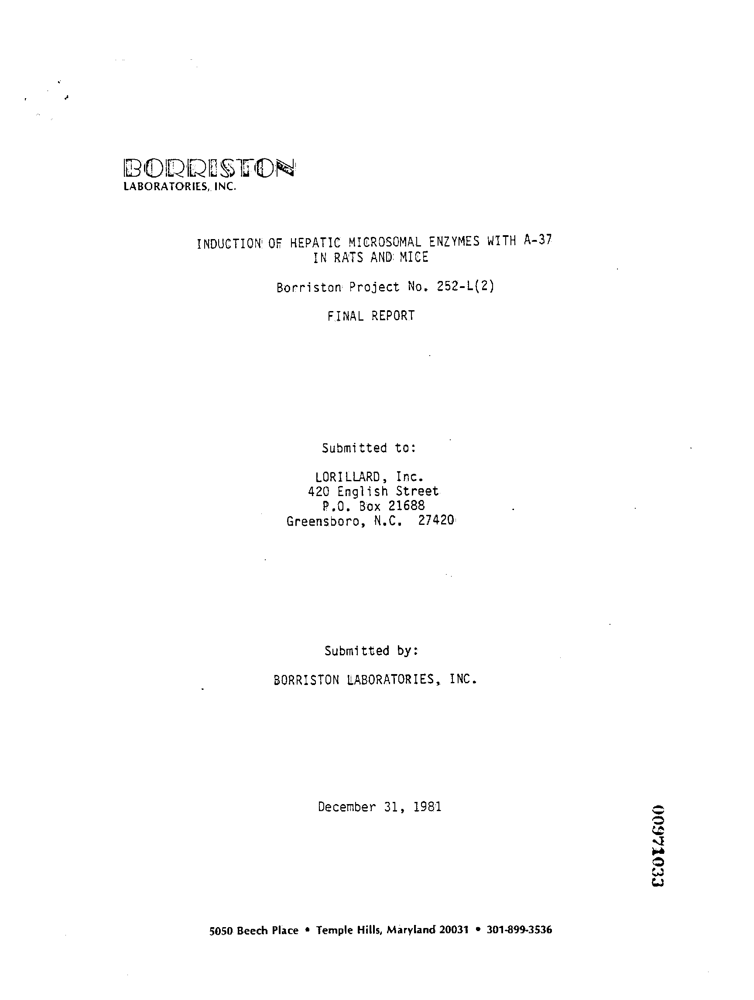 BORRISTON
LABORATORIES, INC.
INDUCTION OF HEPATIC MICROSOMAL ENZYMES WITH A-37
IN RATS AND MICE
Borriston Project No. 252-L(2)
FINAL REPORT
Submitted to:
LORILLARD, Inc.
420 English Street
P.O. Box 21688
Greensboro, N.C. 27420
Submitted by:
BORRISTON LABORATORIES, INC.
December 31, 1981
00971033
5050 Beech Place • Temple Hills, Maryland 20031 • 301-899-3536